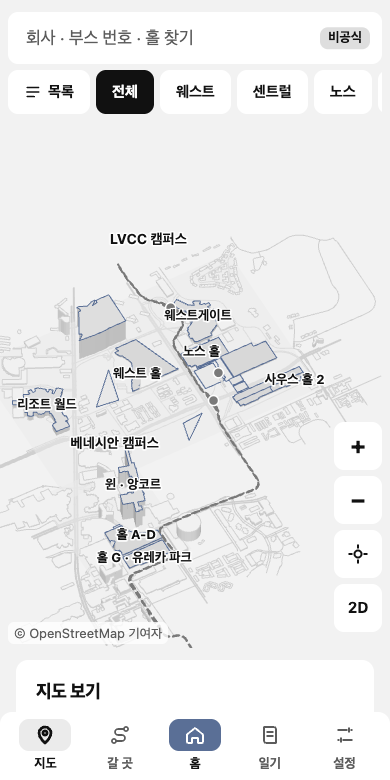 회사 · 부스 번호 · 홀 찾기
비공식
목록
전체
웨스트
센트럴
노스
LVCC 캠퍼스
웨스트게이트
노스 홀
웨스트 홀
사우스 홀 2
리조트 월드
베네시안 캠퍼스
윈 · 앙코르
홀 A-D
홀 G · 유레카 파크
+
−
2D
© OpenStreetMap 기여자
지도 보기
지도
갈 곳
홈
일기
설정